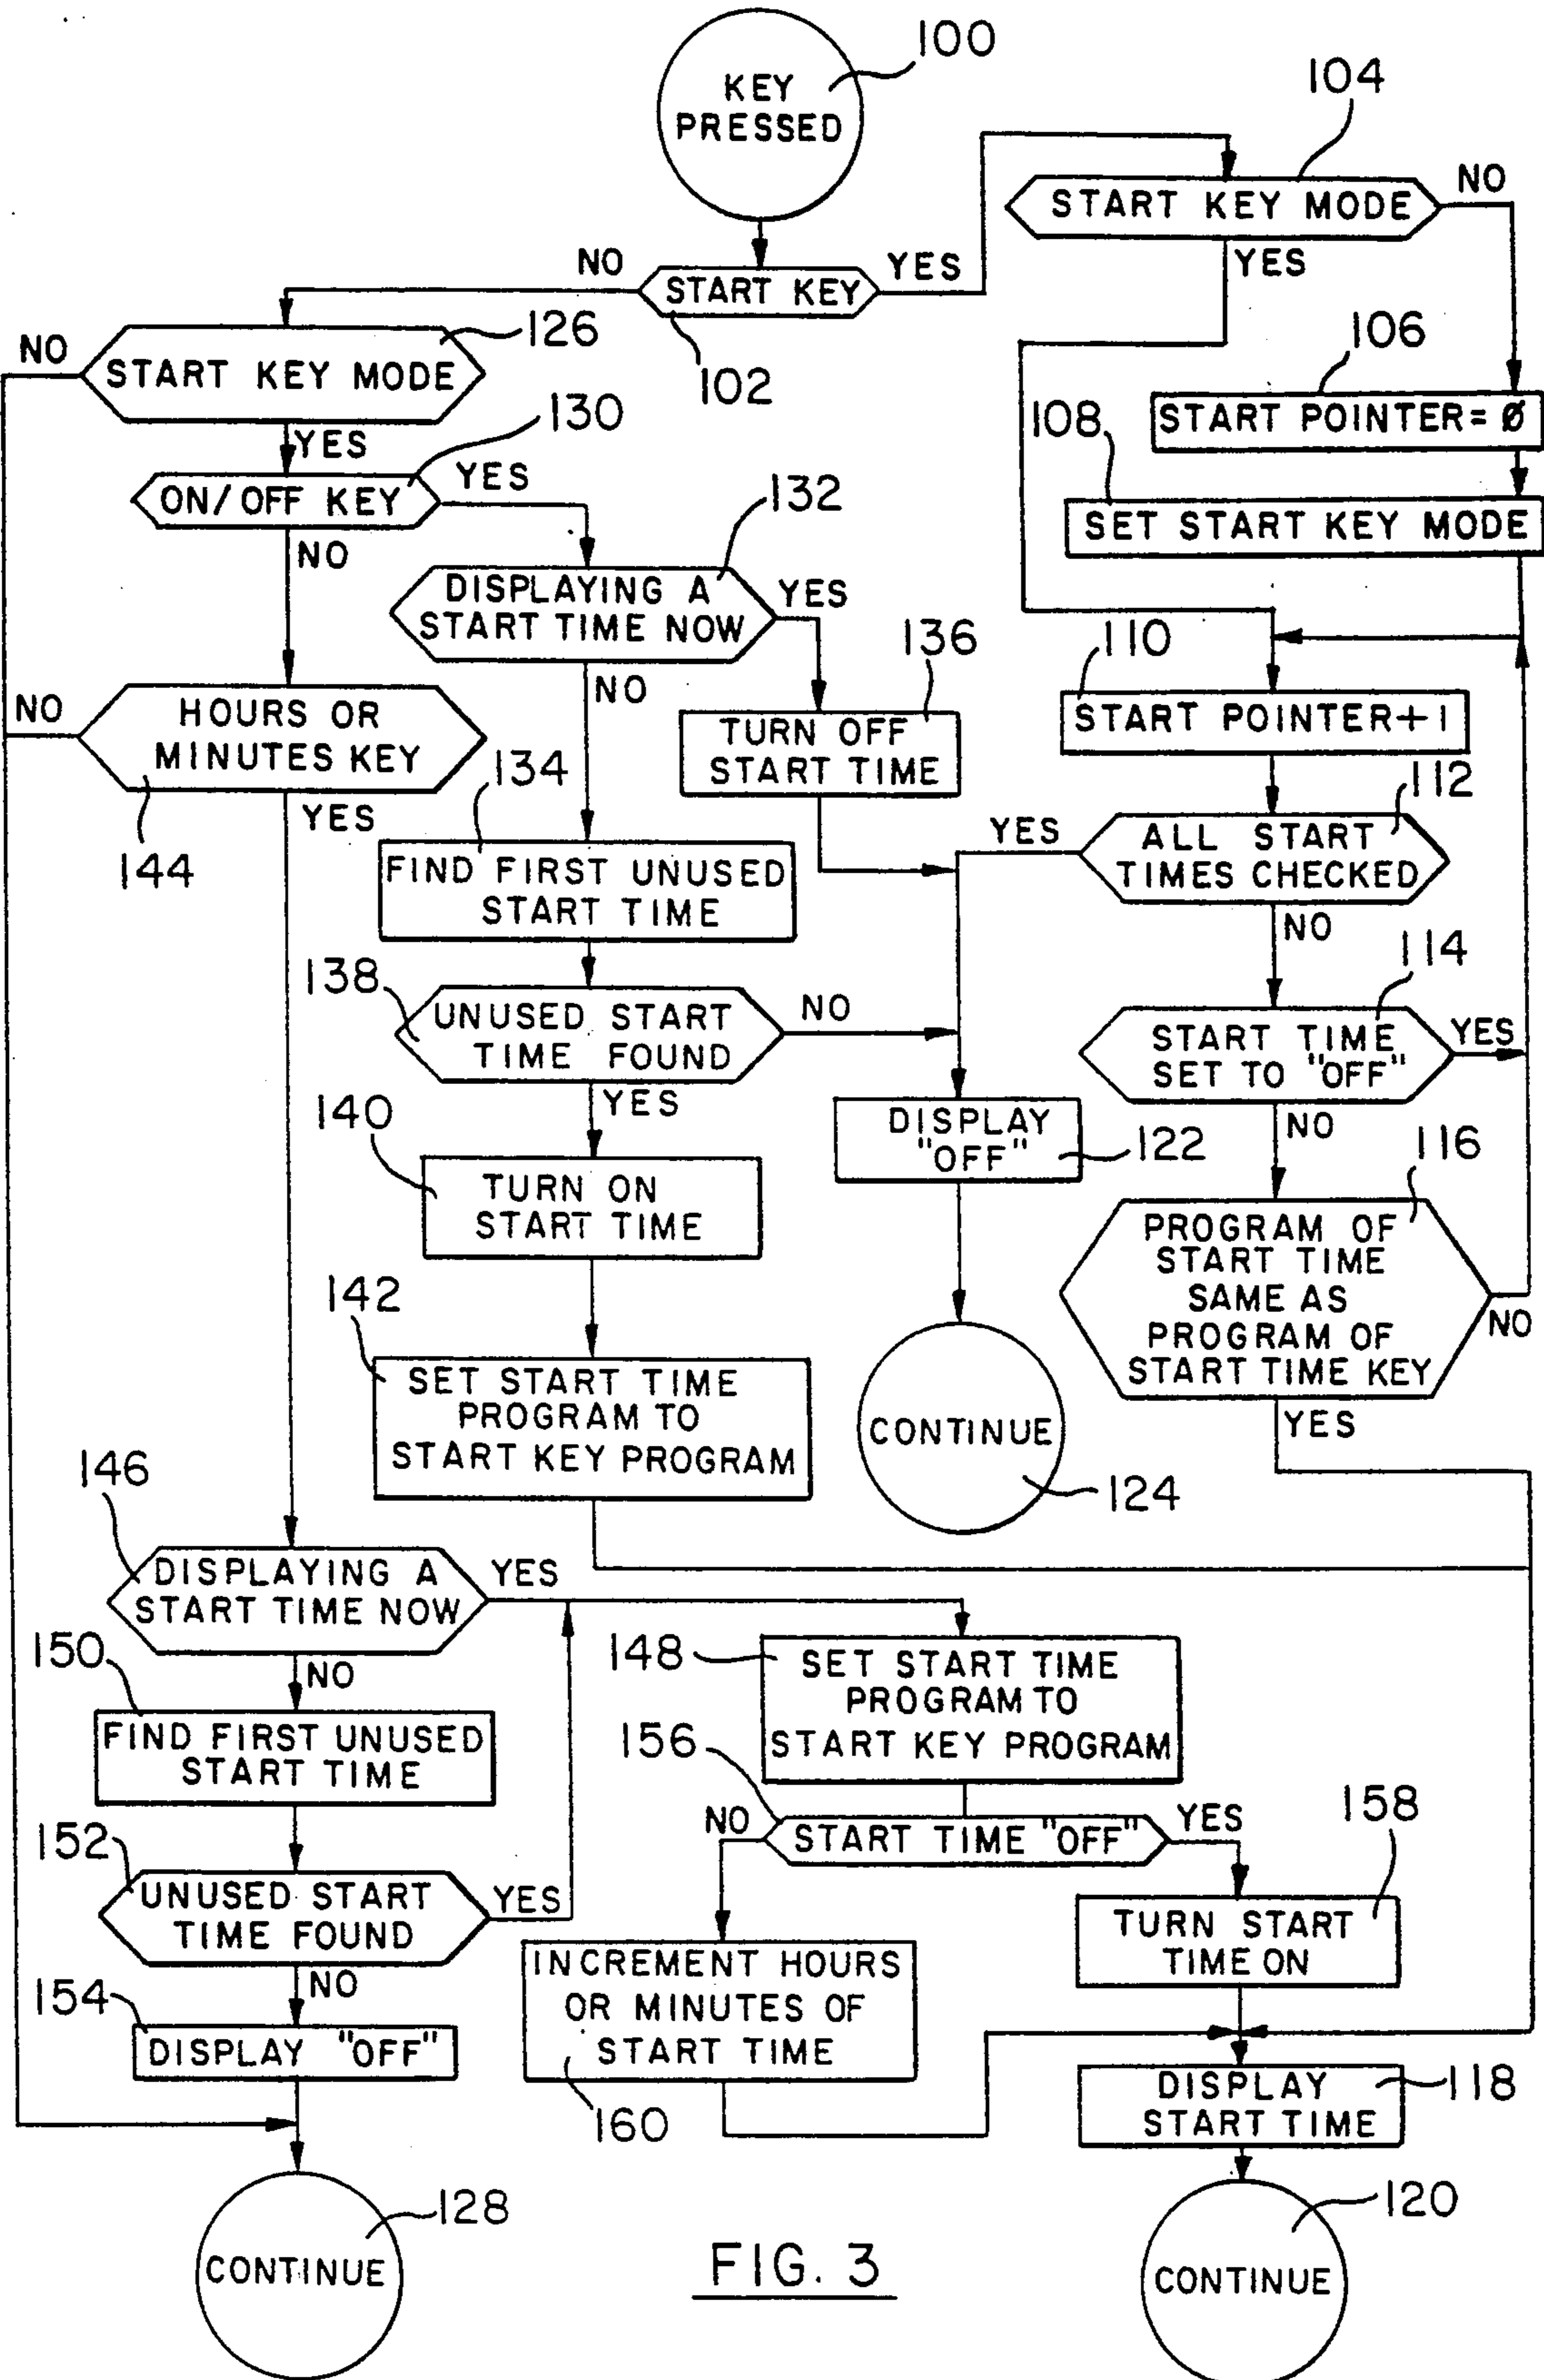 100
KEY
PRESSED
104
START KEY MODE
NO
YES
NO
START KEY
YES
102
126
NO
START KEY MODE
YES
106
START POINTER = Ø
108
SET START KEY MODE
130
ON/OFF KEY
YES
NO
132
DISPLAYING A
START TIME NOW
YES
NO
136
TURN OFF
START TIME
110
START POINTER + 1
NO
HOURS OR
MINUTES KEY
144
YES
134
FIND FIRST UNUSED
START TIME
112
YES
ALL START
TIMES CHECKED
NO
138
UNUSED START
TIME FOUND
NO
YES
114
START TIME
SET TO "OFF"
YES
NO
140
TURN ON
START TIME
DISPLAY
"OFF"
122
116
PROGRAM OF
START TIME
SAME AS
PROGRAM OF
START TIME KEY
NO
YES
142
SET START TIME
PROGRAM TO
START KEY PROGRAM
CONTINUE
124
146
DISPLAYING A
START TIME NOW
YES
NO
148
SET START TIME
PROGRAM TO
START KEY PROGRAM
150
FIND FIRST UNUSED
START TIME
156
NO
START TIME "OFF"
YES
158
TURN START
TIME ON
152
UNUSED START
TIME FOUND
YES
NO
INCREMENT HOURS
OR MINUTES OF
START TIME
160
154
DISPLAY "OFF"
DISPLAY
START TIME
118
128
CONTINUE
120
CONTINUE
FIG. 3